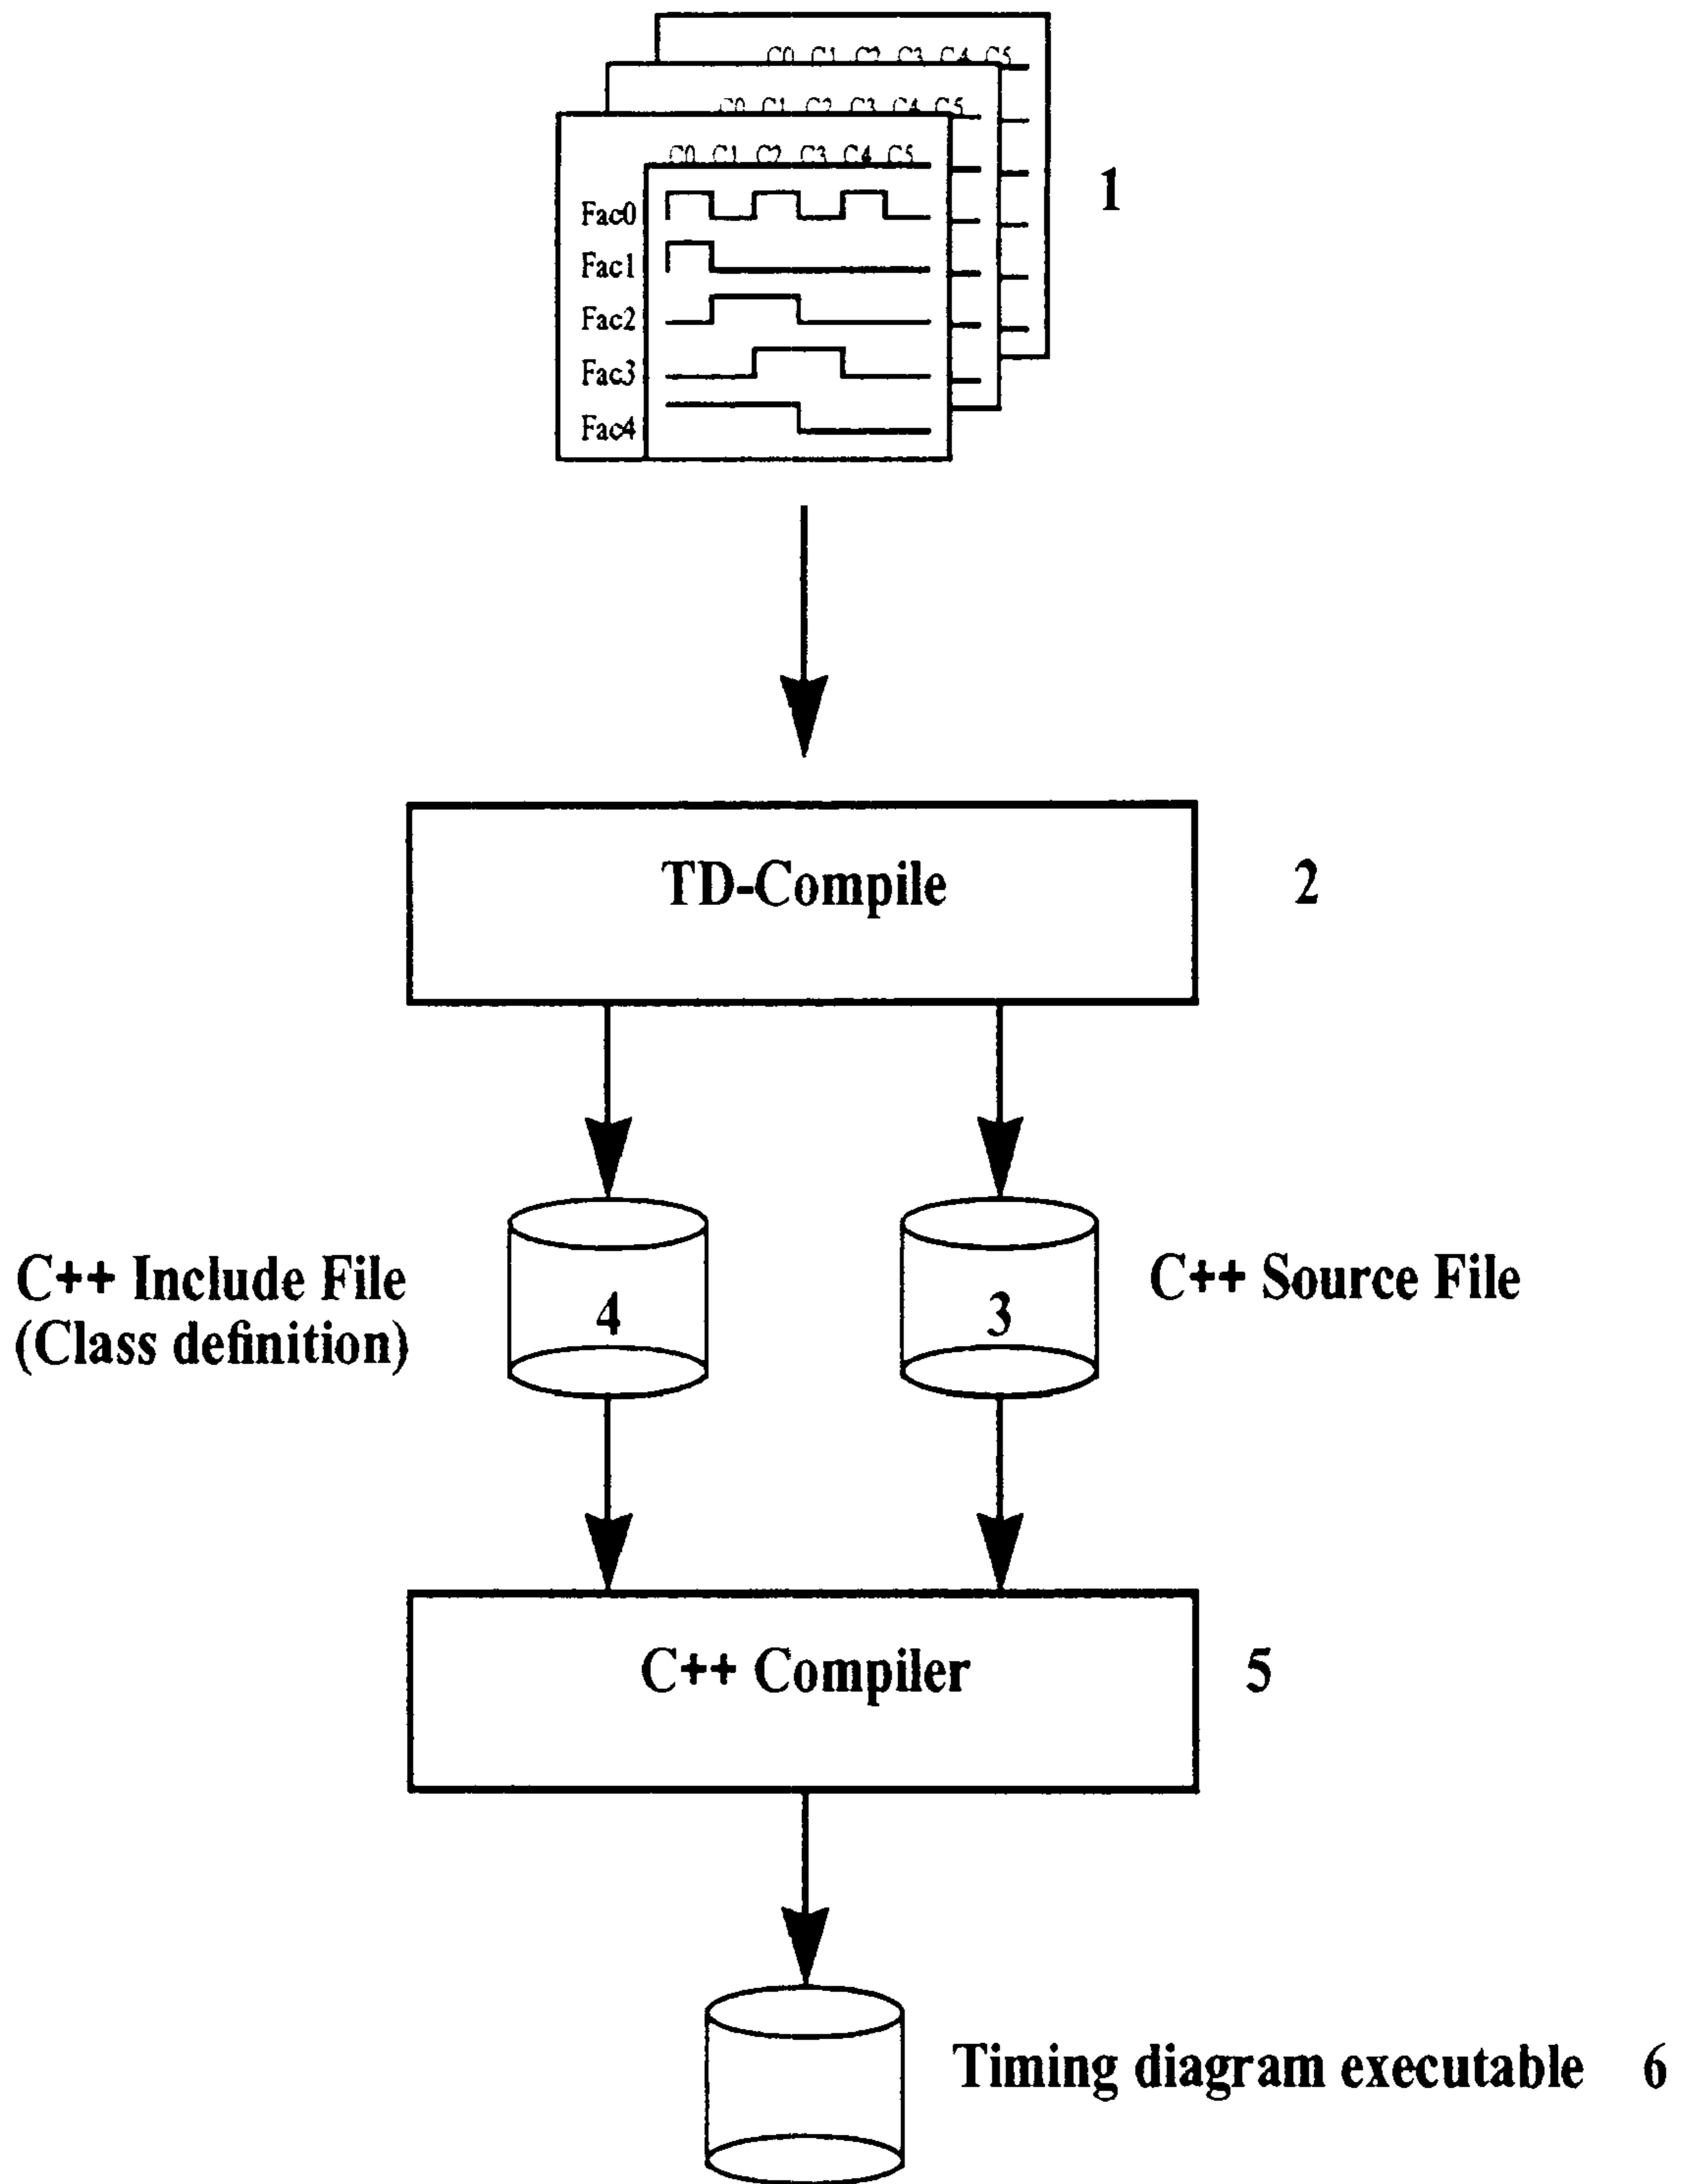 C0 C1 C2 C3 C4 C5
C0 C1 C2 C3 C4 C5
C0 C1 C2 C3 C4 C5
1
Fac0
Fac1
Fac2
Fac3
Fac4
TD-Compile 2
C++ Include File
(Class definition)
4
3
C++ Source File
C++ Compiler 5
Timing diagram executable 6